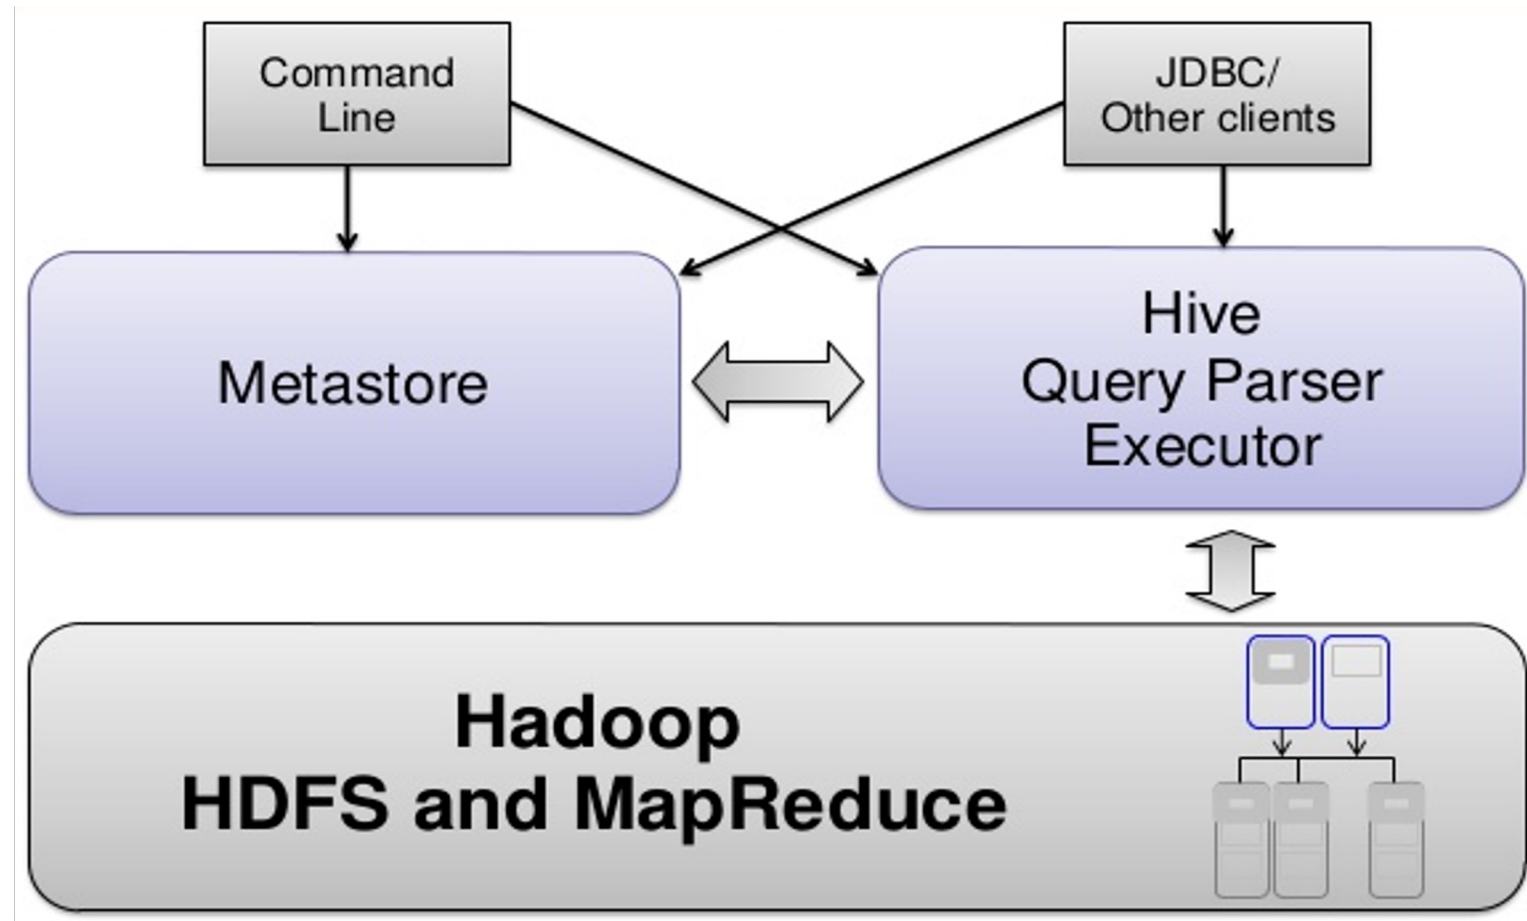 Command
Line
JDBC/
Other clients
Metastore
Hive
Query Parser
Executor
Hadoop
HDFS and MapReduce